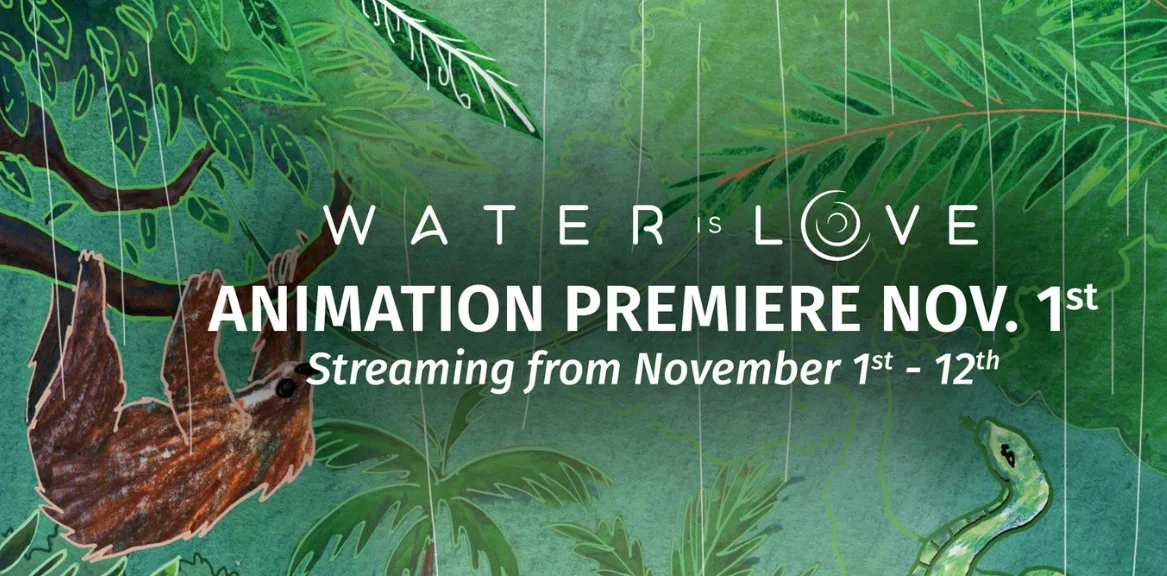 WATER IS LOVE
ANIMATION PREMIERE NOV. 1st
Streaming from November 1st - 12th